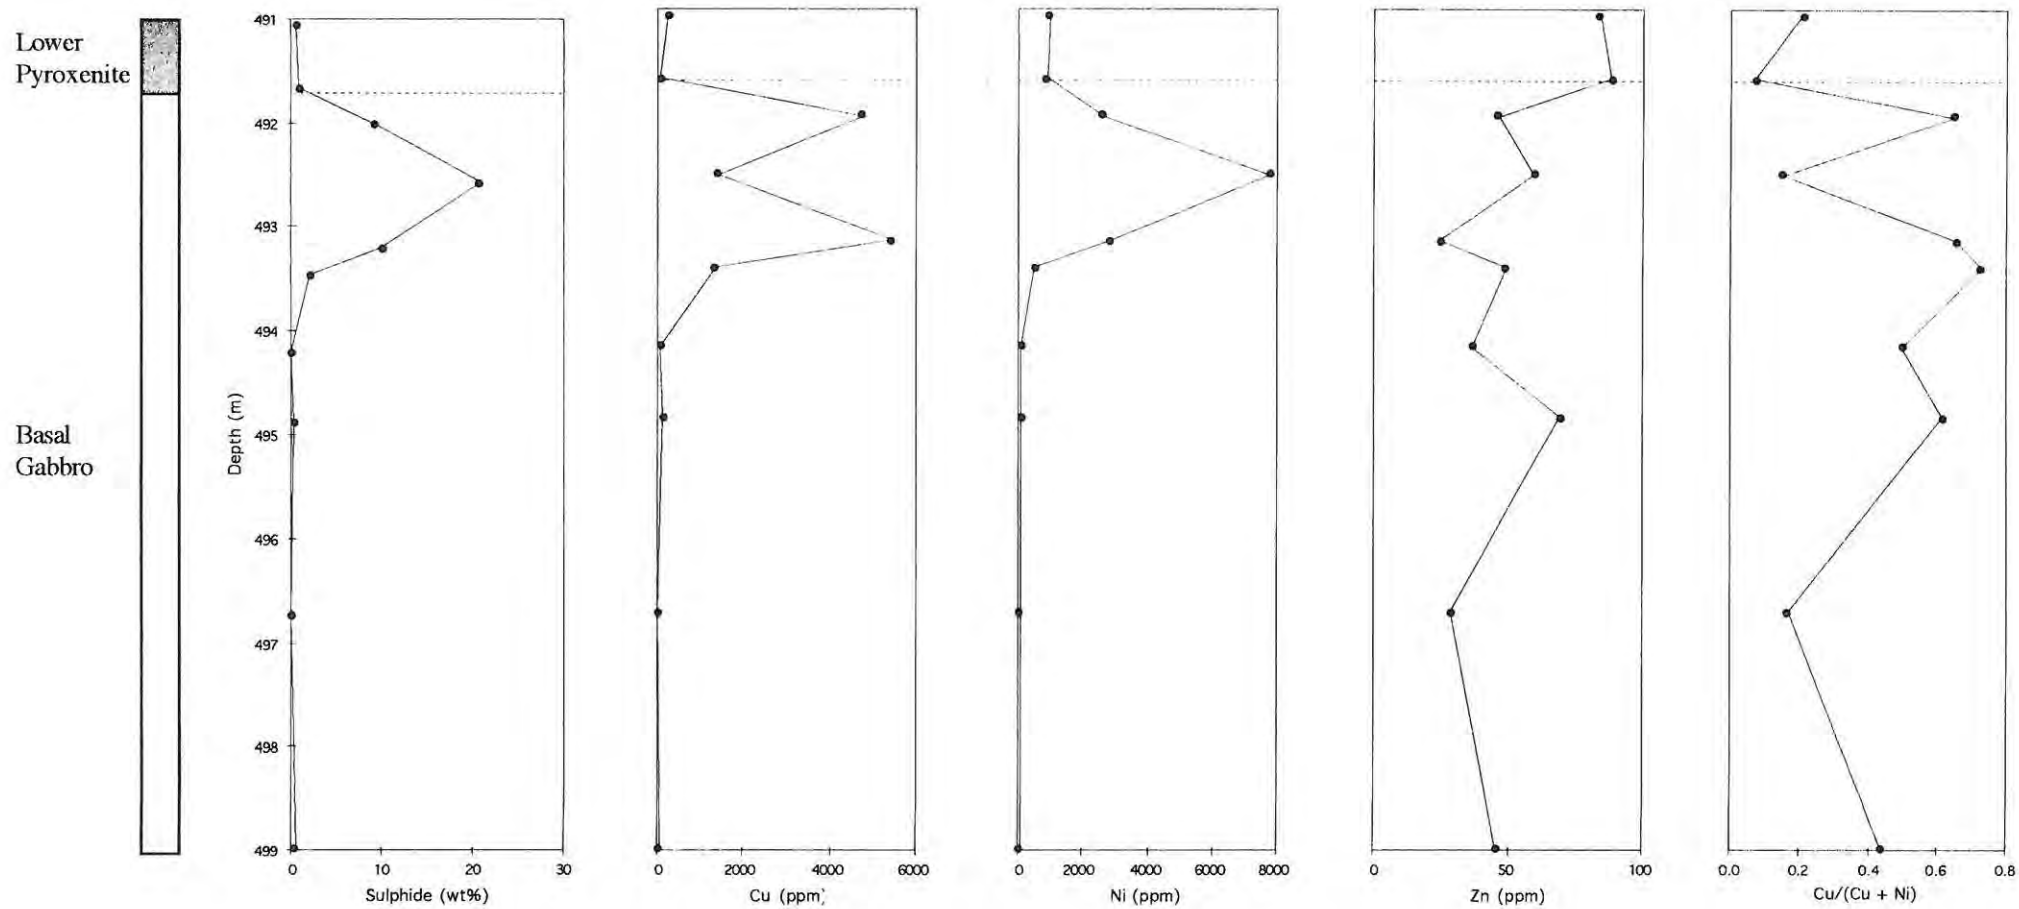 Lower
Pyroxenite
Basal
Gabbro
Depth (m)
491
492
493
494
495
496
497
498
499
0 10 20 30
Sulphide (wt%)
0 2000 4000 6000
Cu (ppm)
0 2000 4000 6000 8000
Ni (ppm)
0 50 100
Zn (ppm)
0.0 0.2 0.4 0.6 0.8
Cu/(Cu + Ni)